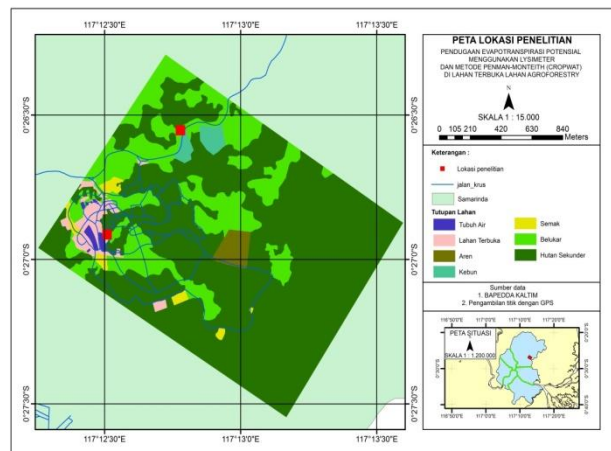 117°12'30"E
117°13'0"E
117°13'30"E
0°26'30"S
0°27'0"S
0°27'30"S
0°26'30"S
0°27'0"S
0°27'30"S
117°12'30"E
117°13'0"E
117°13'30"E
PETA LOKASI PENELITIAN
PENDUGAAN EVAPOTRANSPIRASI POTENSIAL
MENGGUNAKAN LYSIMETER
DAN METODE PENMAN-MONTEITH (CROPWAT)
DI LAHAN TERBUKA LAHAN AGROFORESTRY
N
SKALA 1 : 15.000
0 105 210 420 630 840
Meters
Keterangan :
Lokasi penelitian
jalan_krus
Samarinda
Tutupan Lahan
Tubuh Air
Lahan Terbuka
Aren
Kebun
Semak
Belukar
Hutan Sekunder
Sumber data
1. BAPEDDA KALTIM
2. Pengambilan titik dengan GPS
PETA SITUASI
SKALA 1 : 1.200.000